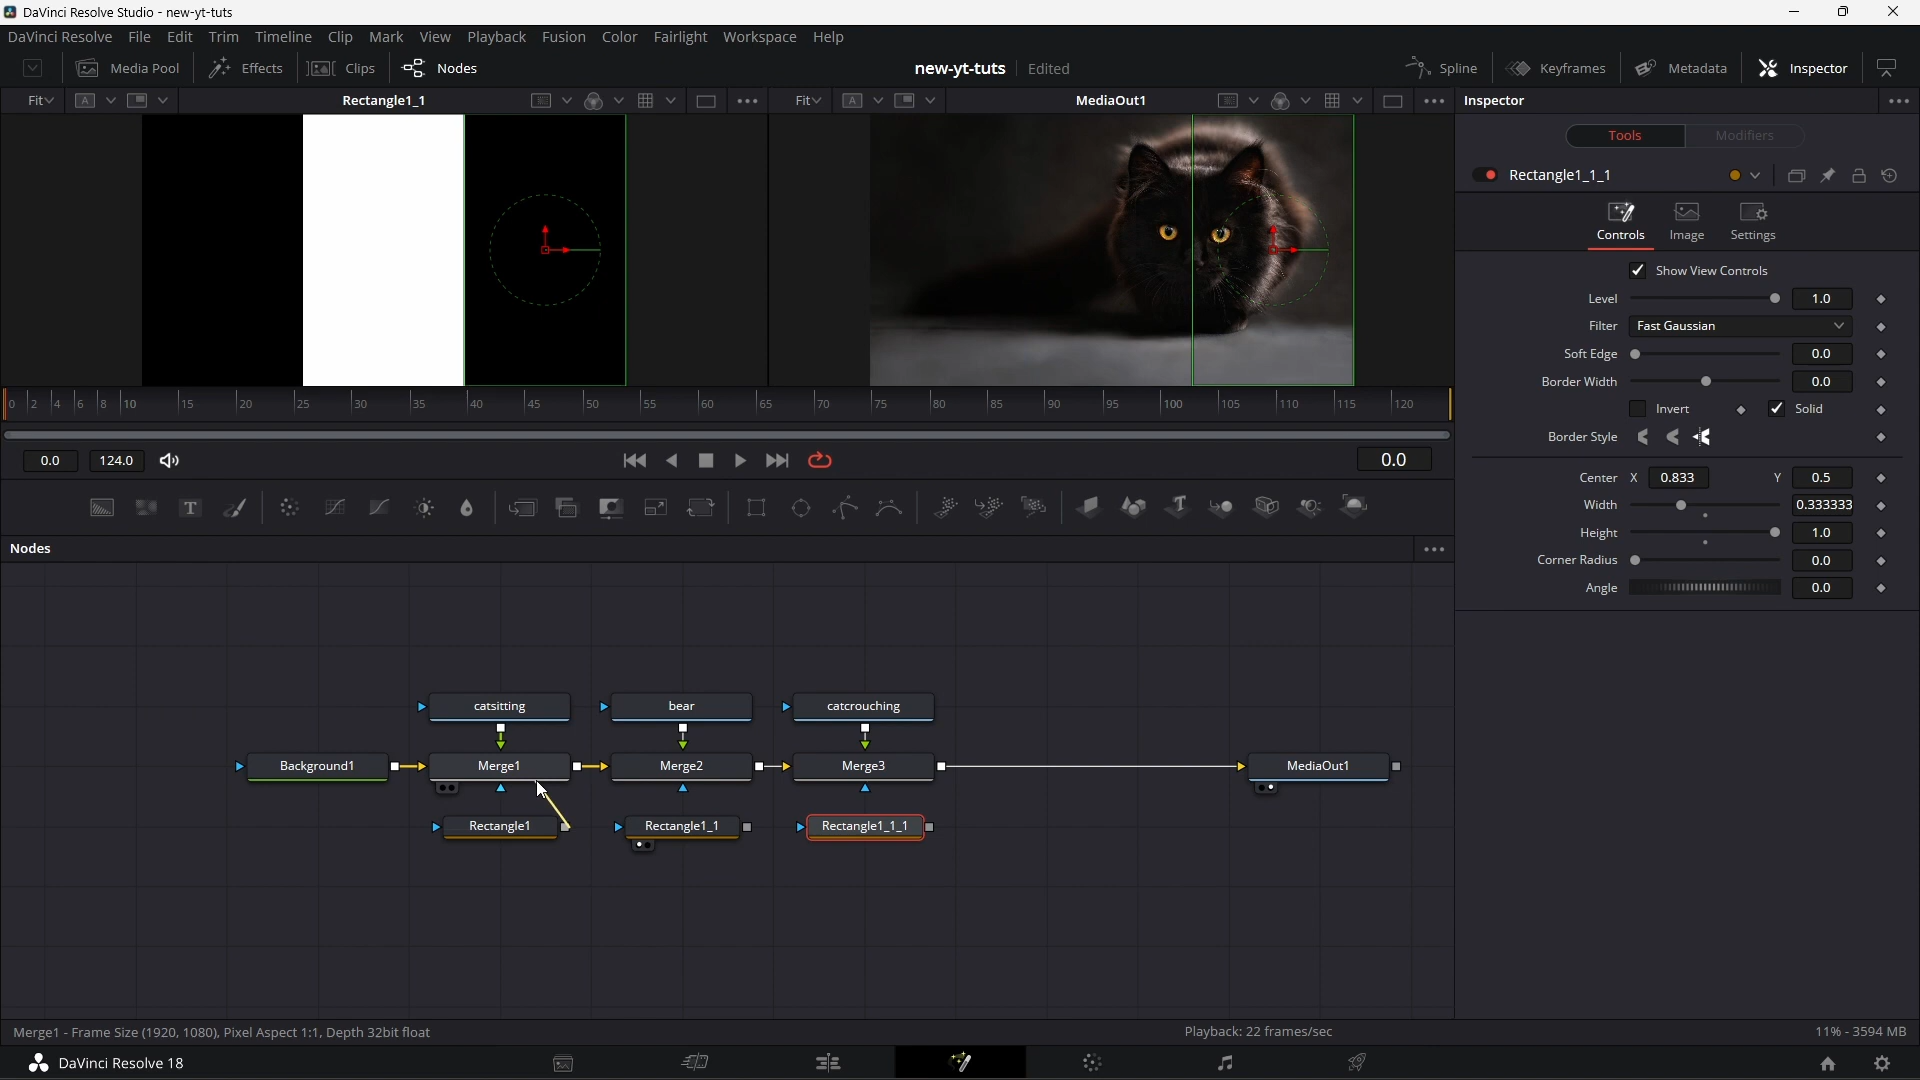 DaVinci Resolve Studio - new-yt-tuts
DaVinci Resolve File Edit Trim Timeline Clip Mark View Playback Fusion Color Fairlight Workspace Help
Media Pool Effects Clips Nodes new-yt-tuts Edited Spline Keyframes Metadata Inspector
Fit A Rectangle1_1 Fit A MediaOut1 Inspector
Tools Modifiers
Rectangle1_1_1
Controls Image Settings
Show View Controls
Level 1.0
Filter Fast Gaussian
Soft Edge 0.0
Border Width 0.0
Invert Solid
Border Style
Center X 0.833 Y 0.5
Width 0.333333
Height 1.0
Corner Radius 0.0
Angle 0.0
0 2 4 6 8 10 15 20 25 30 35 40 45 50 55 60 65 70 75 80 85 90 95 100 105 110 115 120
0.0 124.0 0.0
T T
Nodes
catsitting bear catcrouching
Background1 Merge1 Merge2 Merge3 MediaOut1
Rectangle1 Rectangle1_1 Rectangle1_1_1
Merge1 - Frame Size (1920, 1080), Pixel Aspect 1:1, Depth 32bit float Playback: 22 frames/sec 11% - 3594 MB
DaVinci Resolve 18